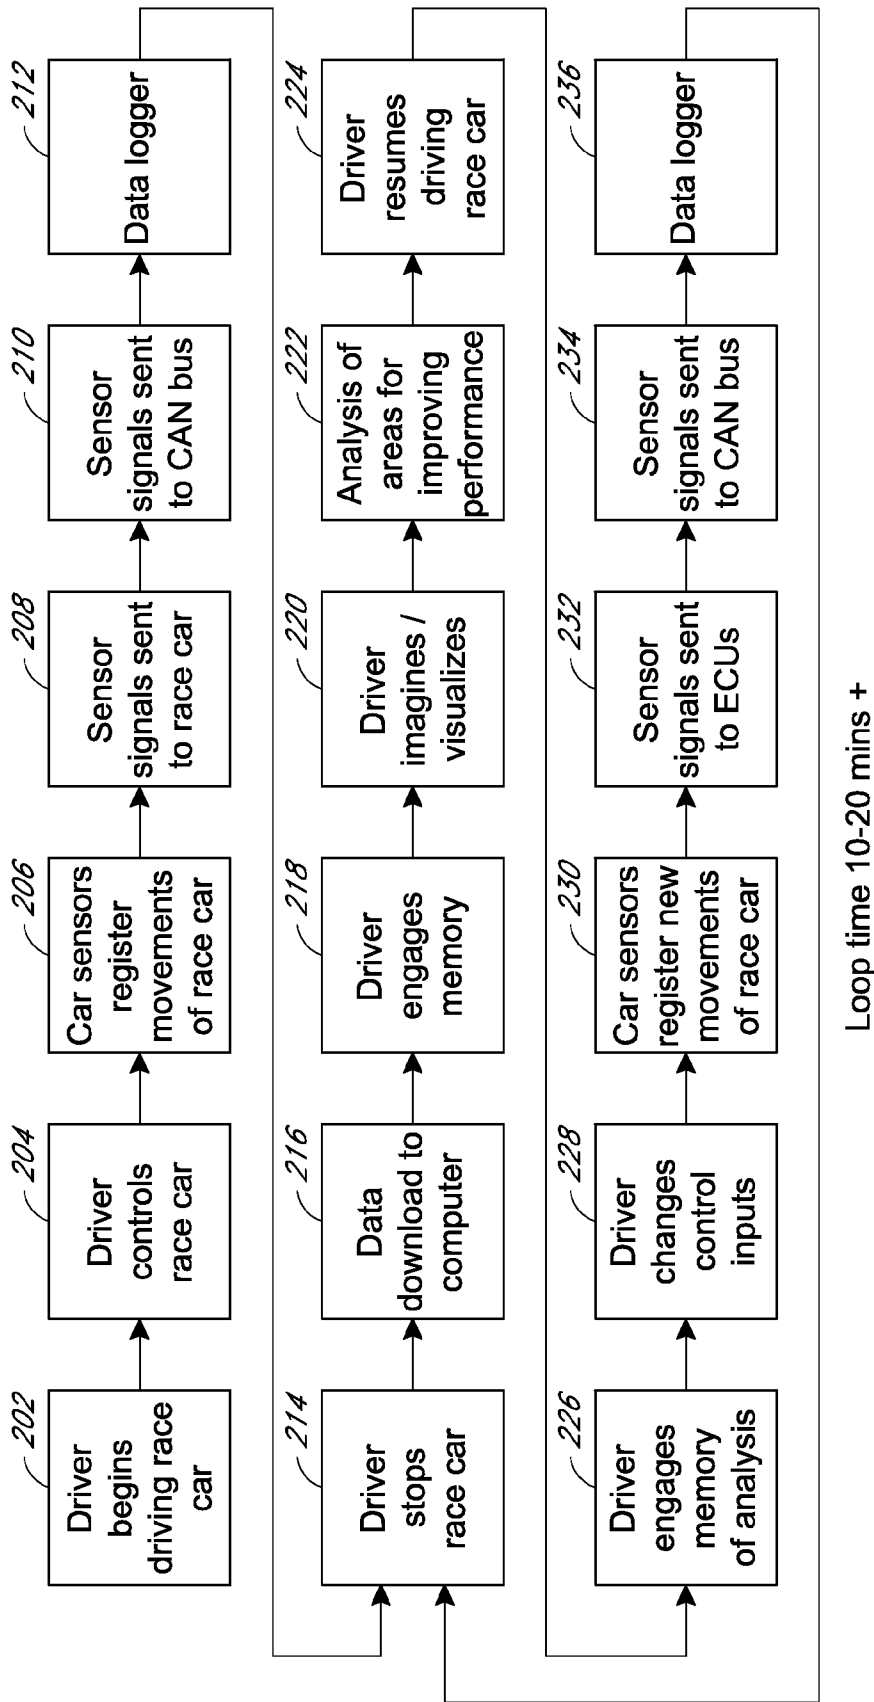 202
Driver
begins
driving race
car
204
Driver
controls
race car
206
Car sensors
register
movements
of race car
208
Sensor
signals sent
to race car
210
Sensor
signals sent
to CAN bus
212
Data logger
214
Driver
stops
race car
216
Data
download to
computer
218
Driver
engages
memory
220
Driver
imagines /
visualizes
222
Analysis of
areas for
improving
performance
224
Driver
resumes
driving
race car
226
Driver
engages
memory
of analysis
228
Driver
changes
control
inputs
230
Car sensors
register new
movements
of race car
232
Sensor
signals sent
to ECUs
234
Sensor
signals sent
to CAN bus
236
Data logger
Loop time 10-20 mins +